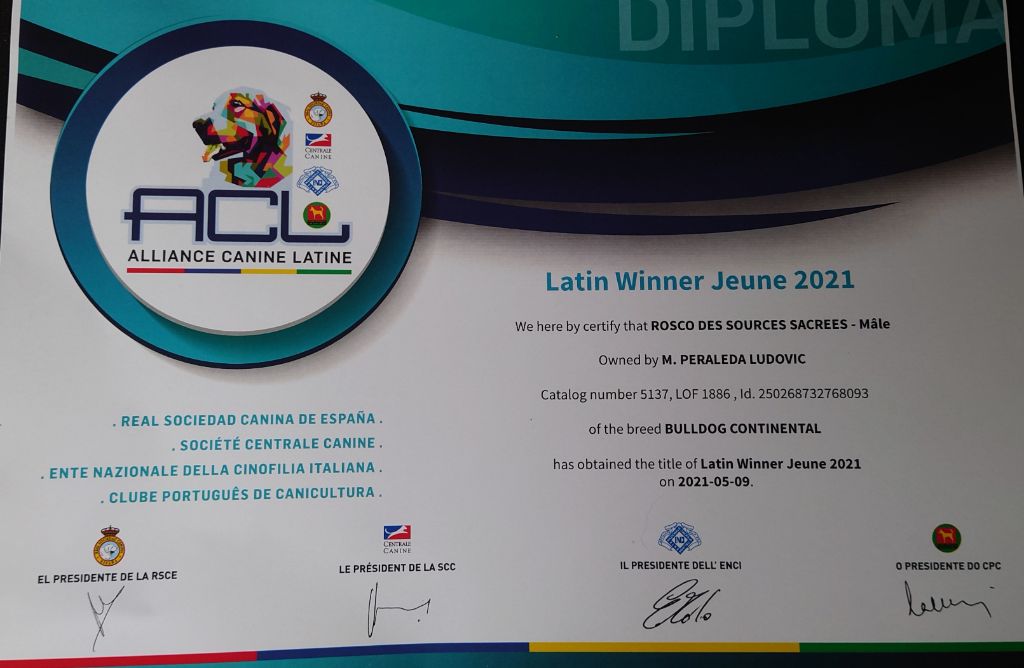 DIPLOMA
CENTRALE
CANINE
ACL
ALLIANCE CANINE LATINE
Latin Winner Jeune 2021
We here by certify that ROSCO DES SOURCES SACREES - Mâle
Owned by M. PERALEDA LUDOVIC
Catalog number 5137, LOF 1886 , Id. 250268732768093
of the breed BULLDOG CONTINENTAL
has obtained the title of Latin Winner Jeune 2021
on 2021-05-09.
. REAL SOCIEDAD CANINA DE ESPAÑA .
. SOCIÉTÉ CENTRALE CANINE .
. ENTE NAZIONALE DELLA CINOFILIA ITALIANA .
. CLUBE PORTUGUÊS DE CANICULTURA .
EL PRESIDENTE DE LA RSCE
CENTRALE
CANINE
LE PRÉSIDENT DE LA SCC
IL PRESIDENTE DELL' ENCI
O PRESIDENTE DO CPC